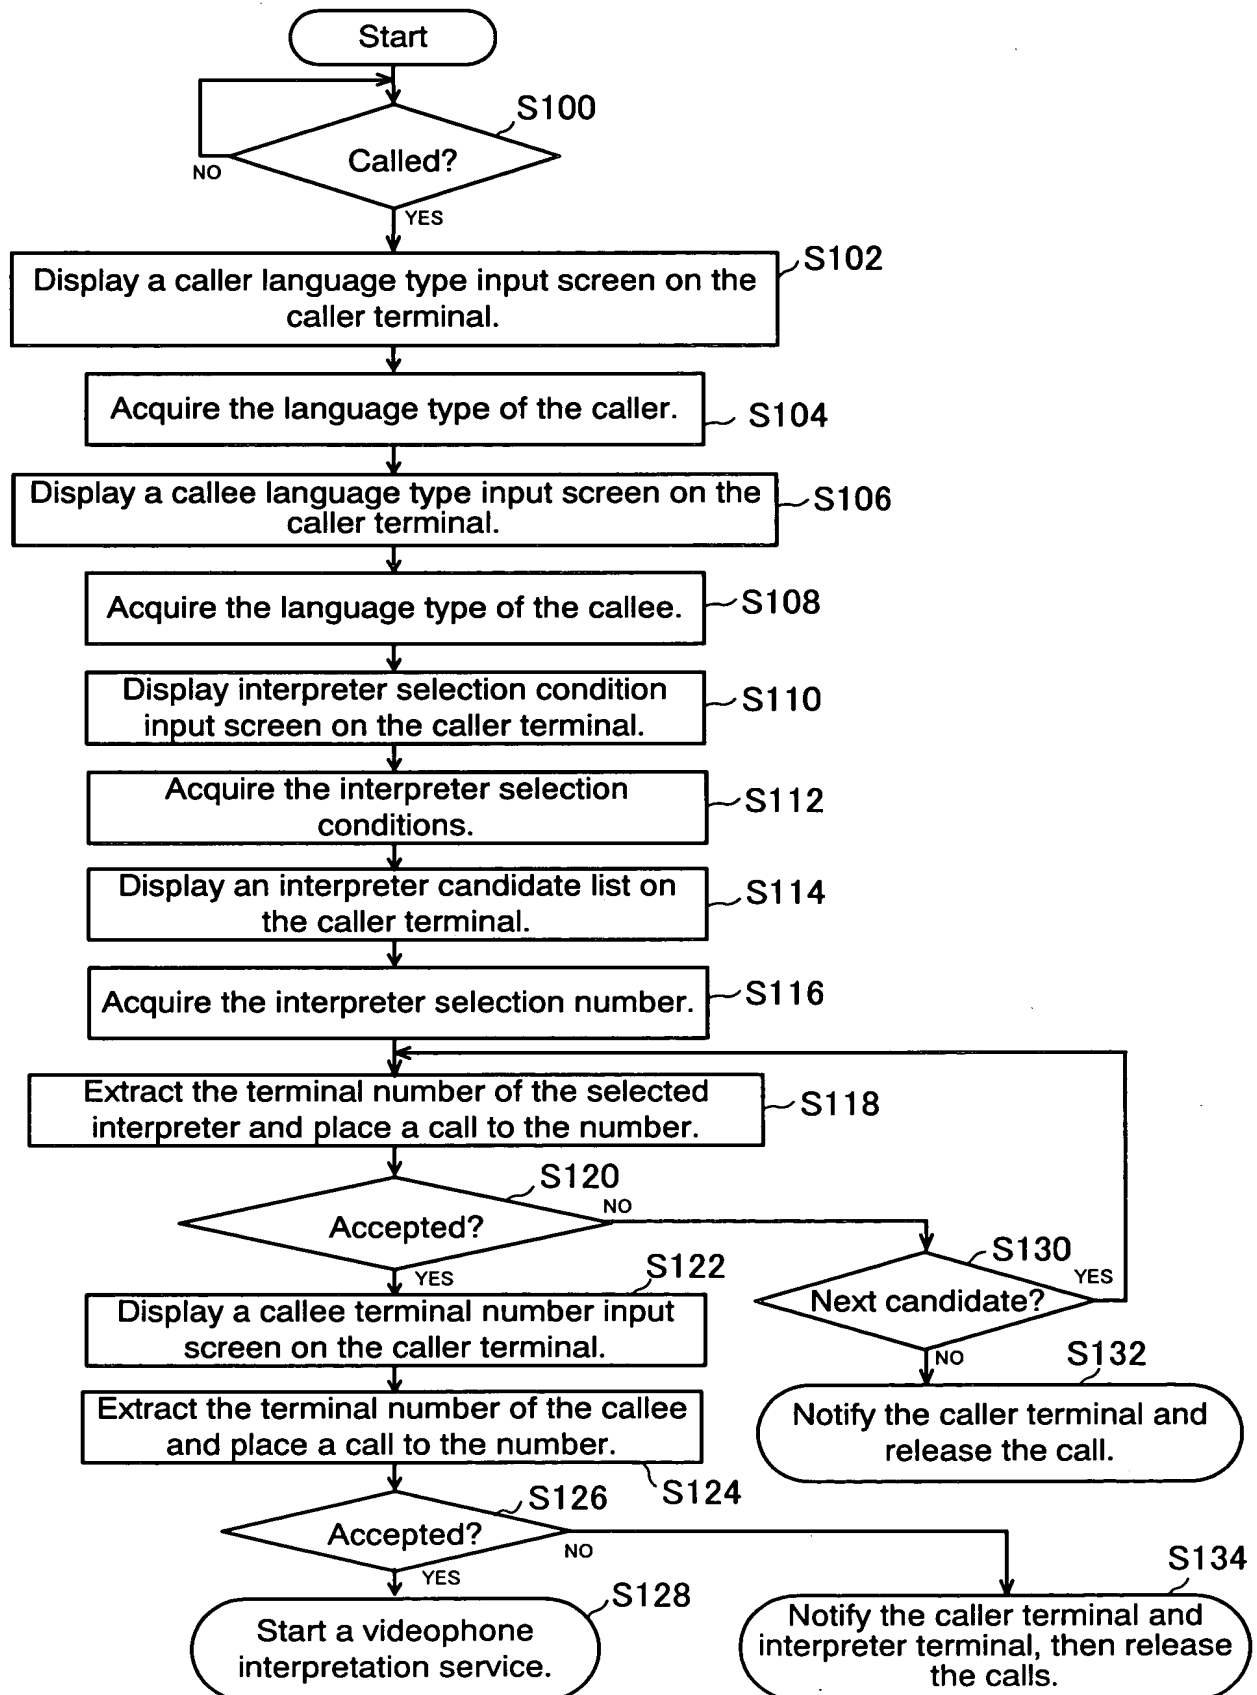 Start
S100
Called?
NO
YES
S102
Display a caller language type input screen on the
caller terminal.
Acquire the language type of the caller.
S104
Display a callee language type input screen on the
caller terminal.
S106
Acquire the language type of the callee.
S108
Display interpreter selection condition
input screen on the caller terminal.
S110
Acquire the interpreter selection
conditions.
S112
Display an interpreter candidate list on
the caller terminal.
S114
Acquire the interpreter selection number.
S116
Extract the terminal number of the selected
interpreter and place a call to the number.
S118
S120
Accepted?
NO
YES
S130
Next candidate?
YES
NO
S122
Display a callee terminal number input
screen on the caller terminal.
S132
Notify the caller terminal and
release the call.
Extract the terminal number of the callee
and place a call to the number.
S124
S126
Accepted?
NO
YES
S128
Start a videophone
interpretation service.
S134
Notify the caller terminal and
interpreter terminal, then release
the calls.